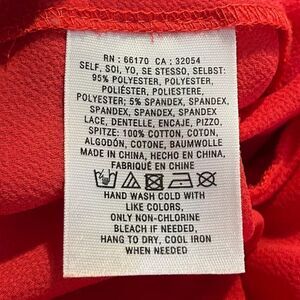 RN : 66170 CA : 32054
SELF, SOI, YO, SE STESSO, SELBST:
95% POLYESTER, POLYESTER,
POLIÉSTER, POLIESTERE,
POLYESTER; 5% SPANDEX, SPANDEX,
SPANDEX, SPANDEX, SPANDEX
LACE, DENTELLE, ENCAJE, PIZZO,
SPITZE: 100% COTTON, COTON,
ALGODÓN, COTONE, BAUMWOLLE
MADE IN CHINA, HECHO EN CHINA,
FABRIQUÉ EN CHINE
HAND WASH COLD WITH
LIKE COLORS,
ONLY NON-CHLORINE
BLEACH IF NEEDED,
HANG TO DRY, COOL IRON
WHEN NEEDED